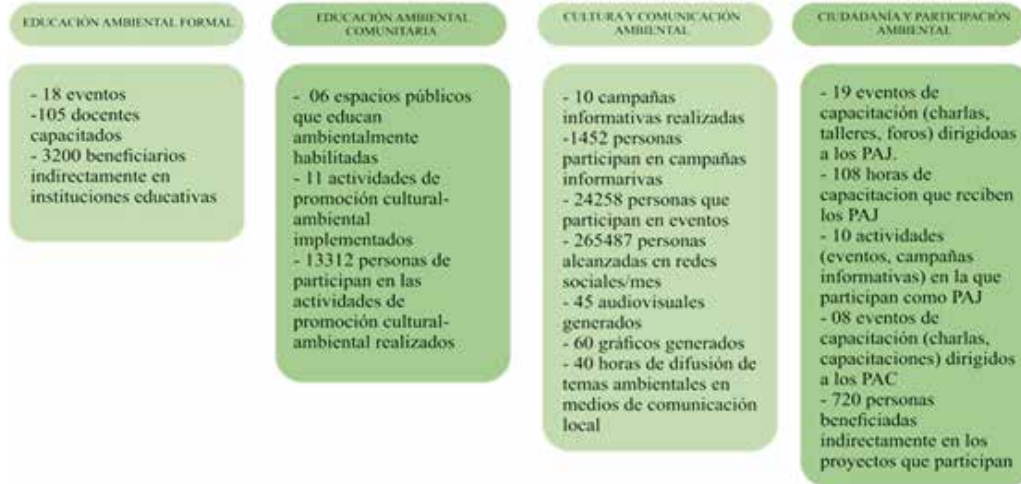 EDUCACIÓN AMBIENTAL FORMAL
- 18 eventos
-105 docentes
capacitados
- 3200 beneficiarios
indirectamente en
instituciones educativas
EDUCACIÓN AMBIENTAL
COMUNITARIA
- 06 espacios públicos
que educan
ambientalmente
habilitadas
- 11 actividades de
promoción cultural-
ambiental
implementados
- 13312 personas de
participan en las
actividades de
promoción cultural-
ambiental realizados
CULTURA Y COMUNICACIÓN
AMBIENTAL
- 10 campañas
informativas realizadas
-1452 personas
participan en campañas
informarivas
- 24258 personas que
participan en eventos
- 265487 personas
alcanzadas en redes
sociales/mes
- 45 audiovisuales
generados
- 60 gráficos generados
- 40 horas de difusión de
temas ambientales en
medios de comunicación
local
CIUDADANÍA Y PARTICIPACIÓN
AMBIENTAL
- 19 eventos de
capacitación (charlas,
talleres, foros) dirigidoas
a los PAJ.
- 108 horas de
capacitacion que reciben
los PAJ
- 10 actividades
(eventos, campañas
informativas) en la que
participan como PAJ
- 08 eventos de
capacitación (charlas,
capacitaciones) dirigidos
a los PAC
- 720 personas
beneficiadas
indirectamente en los
proyectos que participan